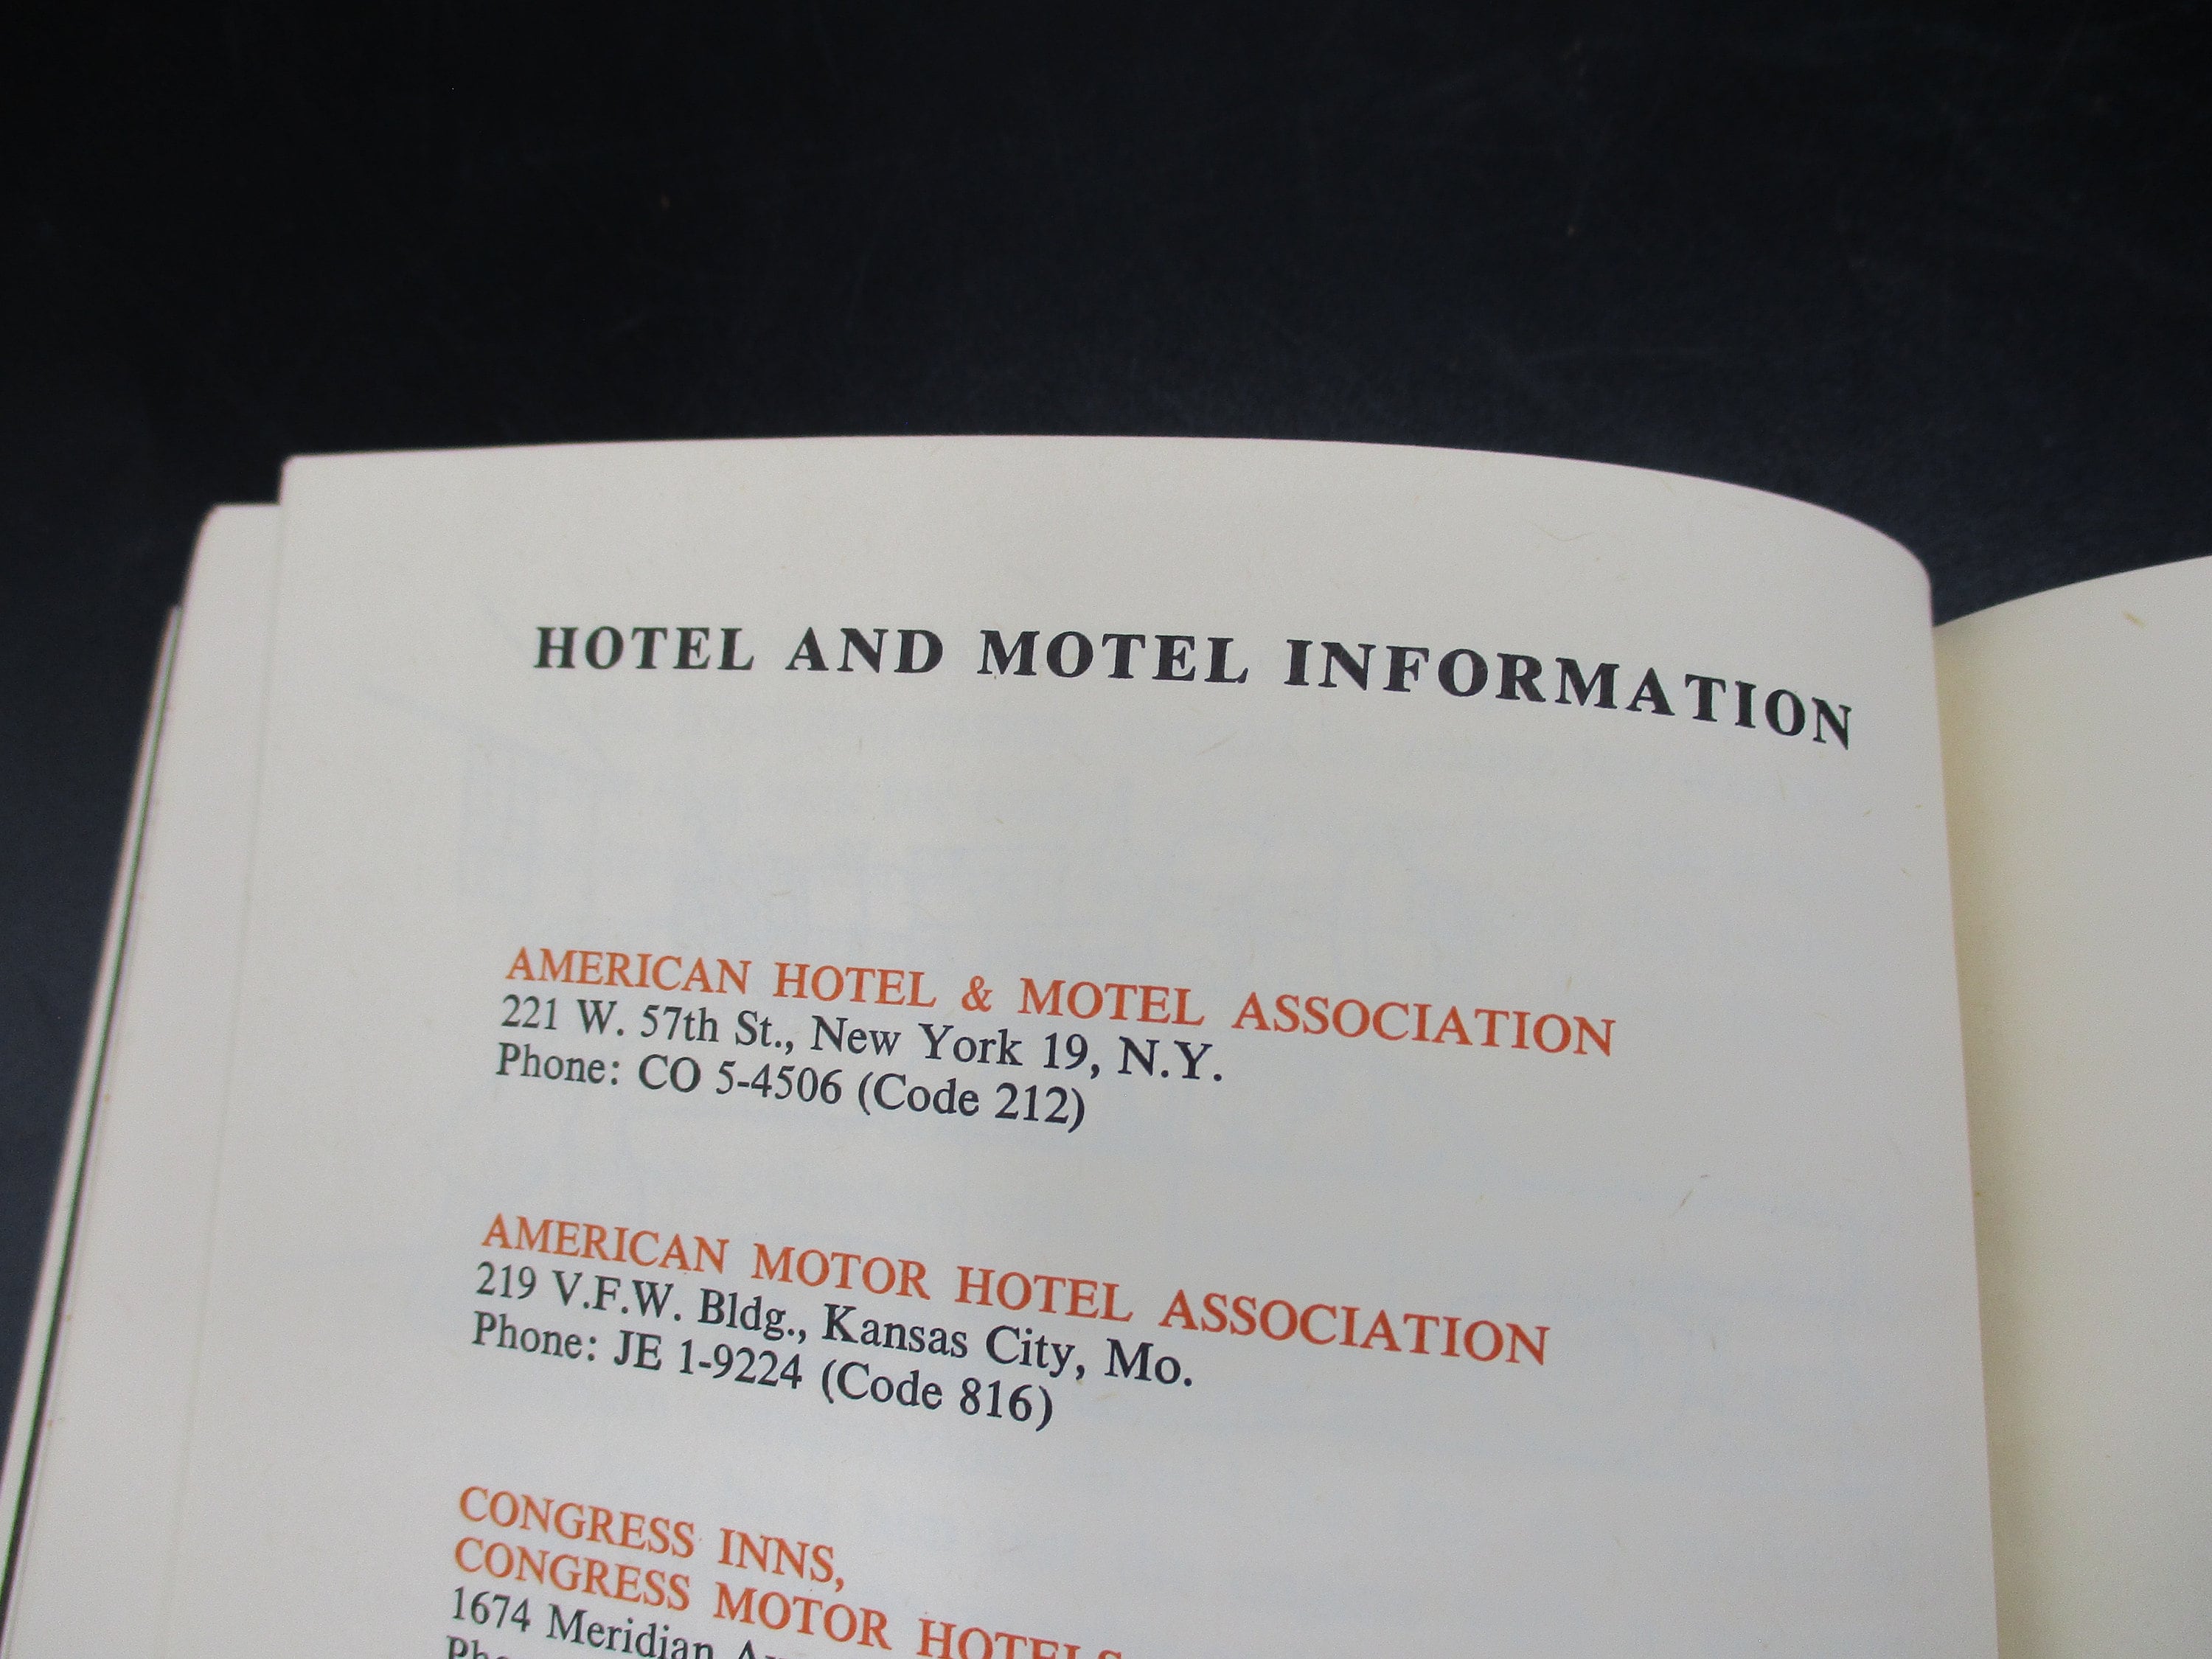 HOTEL AND MOTEL INFORMATION
AMERICAN HOTEL & MOTEL ASSOCIATION
221 W. 57th St., New York 19, N.Y.
Phone: CO 5-4506 (Code 212)
AMERICAN MOTOR HOTEL ASSOCIATION
219 V.F.W. Bldg., Kansas City, Mo.
Phone: JE 1-9224 (Code 816)
CONGRESS INNS,
CONGRESS MOTOR HOTELS
1674 Meridian